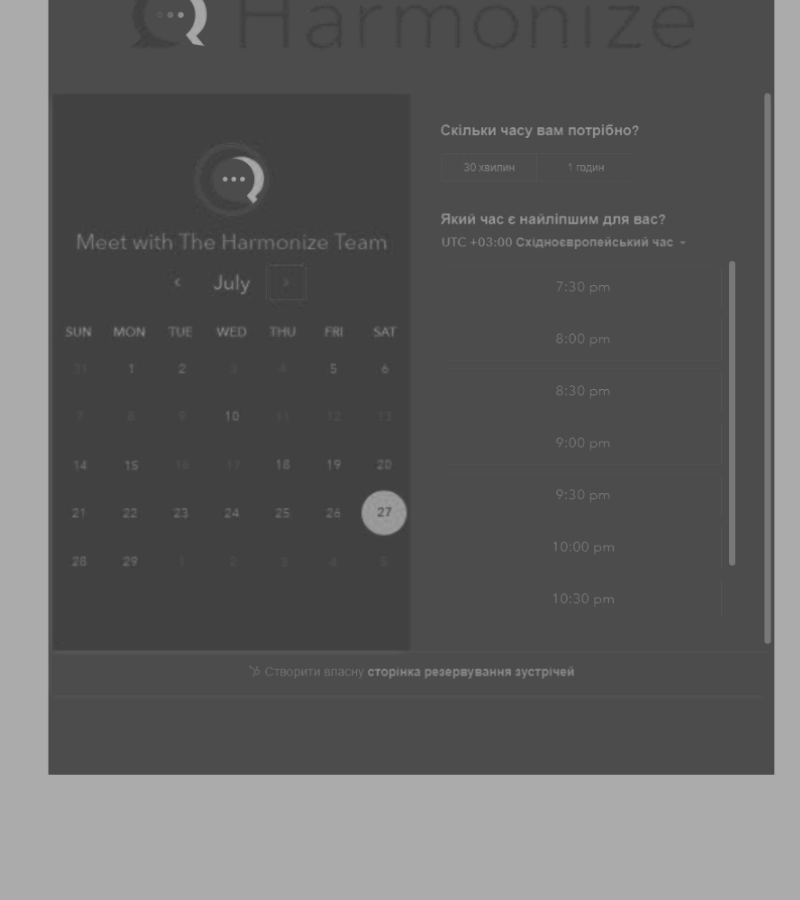 Harmonize
Meet with The Harmonize Team
July
SUN MON TUE WED THU FRI SAT
31 1 2 3 4 5 6
7 8 9 10 11 12 13
14 15 16 17 18 19 20
21 22 23 24 25 26 27
28 29 1 2 3 4 5
Скільки часу вам потрібно?
30 хвилин 1 годин
Який час є найліпшим для вас?
UTC +03:00 Східноєвропейський час
7:30 pm
8:00 pm
8:30 pm
9:00 pm
9:30 pm
10:00 pm
10:30 pm
Створити власну сторінка резервування зустрічей